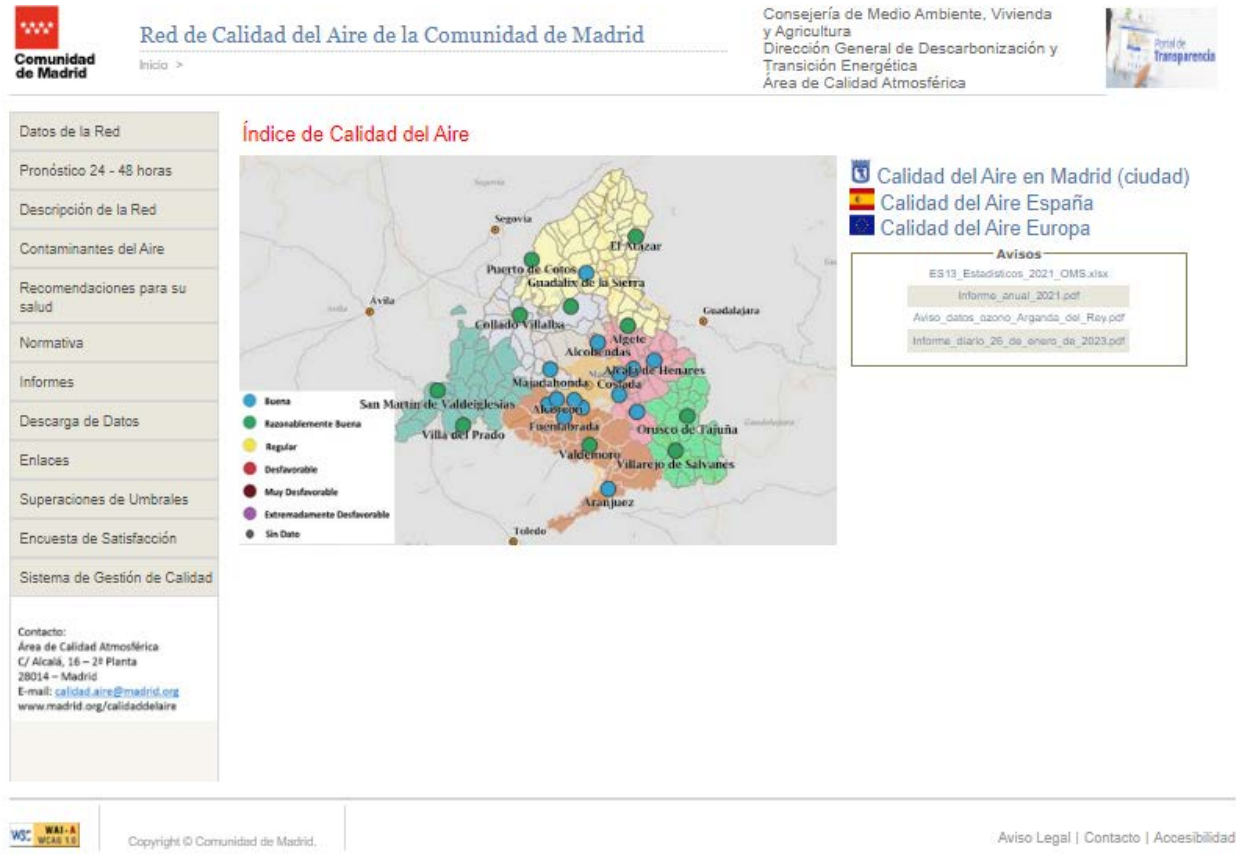 Comunidad
de Madrid
Red de Calidad del Aire de la Comunidad de Madrid
Inicio >
Consejería de Medio Ambiente, Vivienda
y Agricultura
Dirección General de Descarbonización y
Transición Energética
Área de Calidad Atmosférica
Portal de
Transparencia
Datos de la Red
Pronóstico 24 - 48 horas
Descripción de la Red
Contaminantes del Aire
Recomendaciones para su
salud
Normativa
Informes
Descarga de Datos
Enlaces
Superaciones de Umbrales
Encuesta de Satisfacción
Sistema de Gestión de Calidad
Contacto:
Área de Calidad Atmosférica
C/ Alcalá, 16 – 2ª Planta
28014 – Madrid
E-mail: calidad.aire@madrid.org
www.madrid.org/calidaddelaire
Índice de Calidad del Aire
Segovia
Segovia
El Atazar
Puerto de Cotos
Guadalix de la Sierra
Ávila
Avila
Guadalajara
Collado Villalba
Algete
Alcobendas
Alcalá de Henares
Majadahonda
Coslada
San Martín de Valdeiglesias
Alcorcón
Fuenlabrada
Orusco de Tajuña
Guadalajara
Villa del Prado
Valdemoro
Villarejo de Salvanés
Aranjuez
Toledo
Buena
Razonablemente Buena
Regular
Desfavorable
Muy Desfavorable
Extremadamente Desfavorable
Sin Dato
Calidad del Aire en Madrid (ciudad)
Calidad del Aire España
Calidad del Aire Europa
Avisos
ES13_Estadisticos_2021_OMS.xlsx
Informe_anual_2021.pdf
Aviso_datos_ozono_Arganda_del_Rey.pdf
Informe_diario_26_de_enero_de_2023.pdf
W3C WAI-A
WCAG 1.0
Copyright © Comunidad de Madrid.
Aviso Legal | Contacto | Accesibilidad